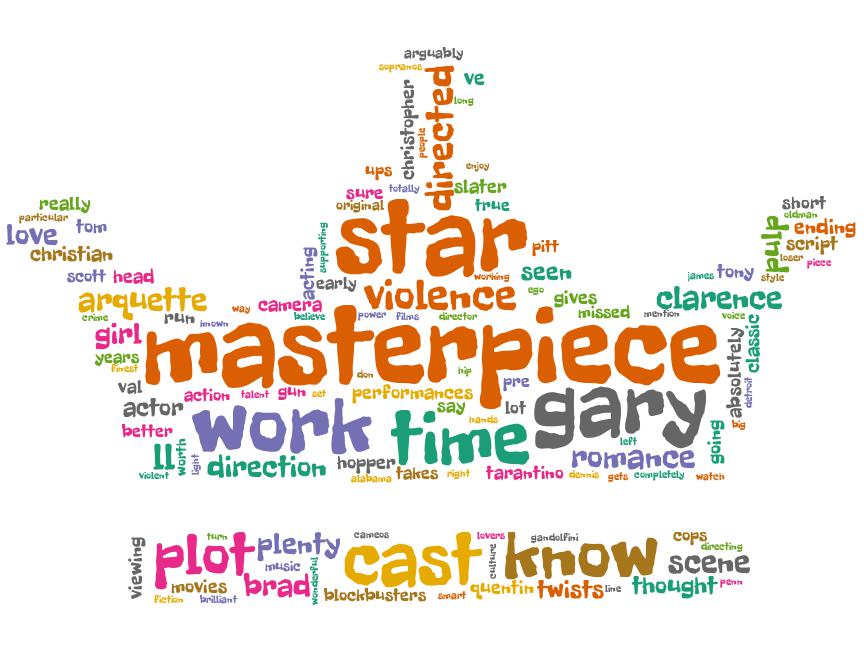 arguably
sopranos
ve
directed
christopher
people
long
ups
enjoy
sure
totally
slater
original
true
really
particular
love
tom
christian
scott
head
short
oldman
pulp
ending
script
loser
piece
style
james
tony
star
supporting
acting
pitt
working
seen
early
violence
ego
gives
missed
mention
clarence
voice
arquette
crime
run
known
way
camera
believe
power
films
director
girl
years
finest
masterpiece
classic
absolutely
detroit
big
going
val
actor
better
action
talent
gun
set
don
performances
hip
pre
say
lot
hands
gary
work
time
left
romance
ll
worth
violent
light
direction
hopper
alabama
takes
right
tarantino
dennis
gets
completely
watch
viewing
plot
turn
plenty
cameos
cast
lovers
culture
know
gandolfini
cops
directing
scene
music
wonderful
movies
brad
fiction
brilliant
blockbusters
smart
quentin
twists
line
thought
penn